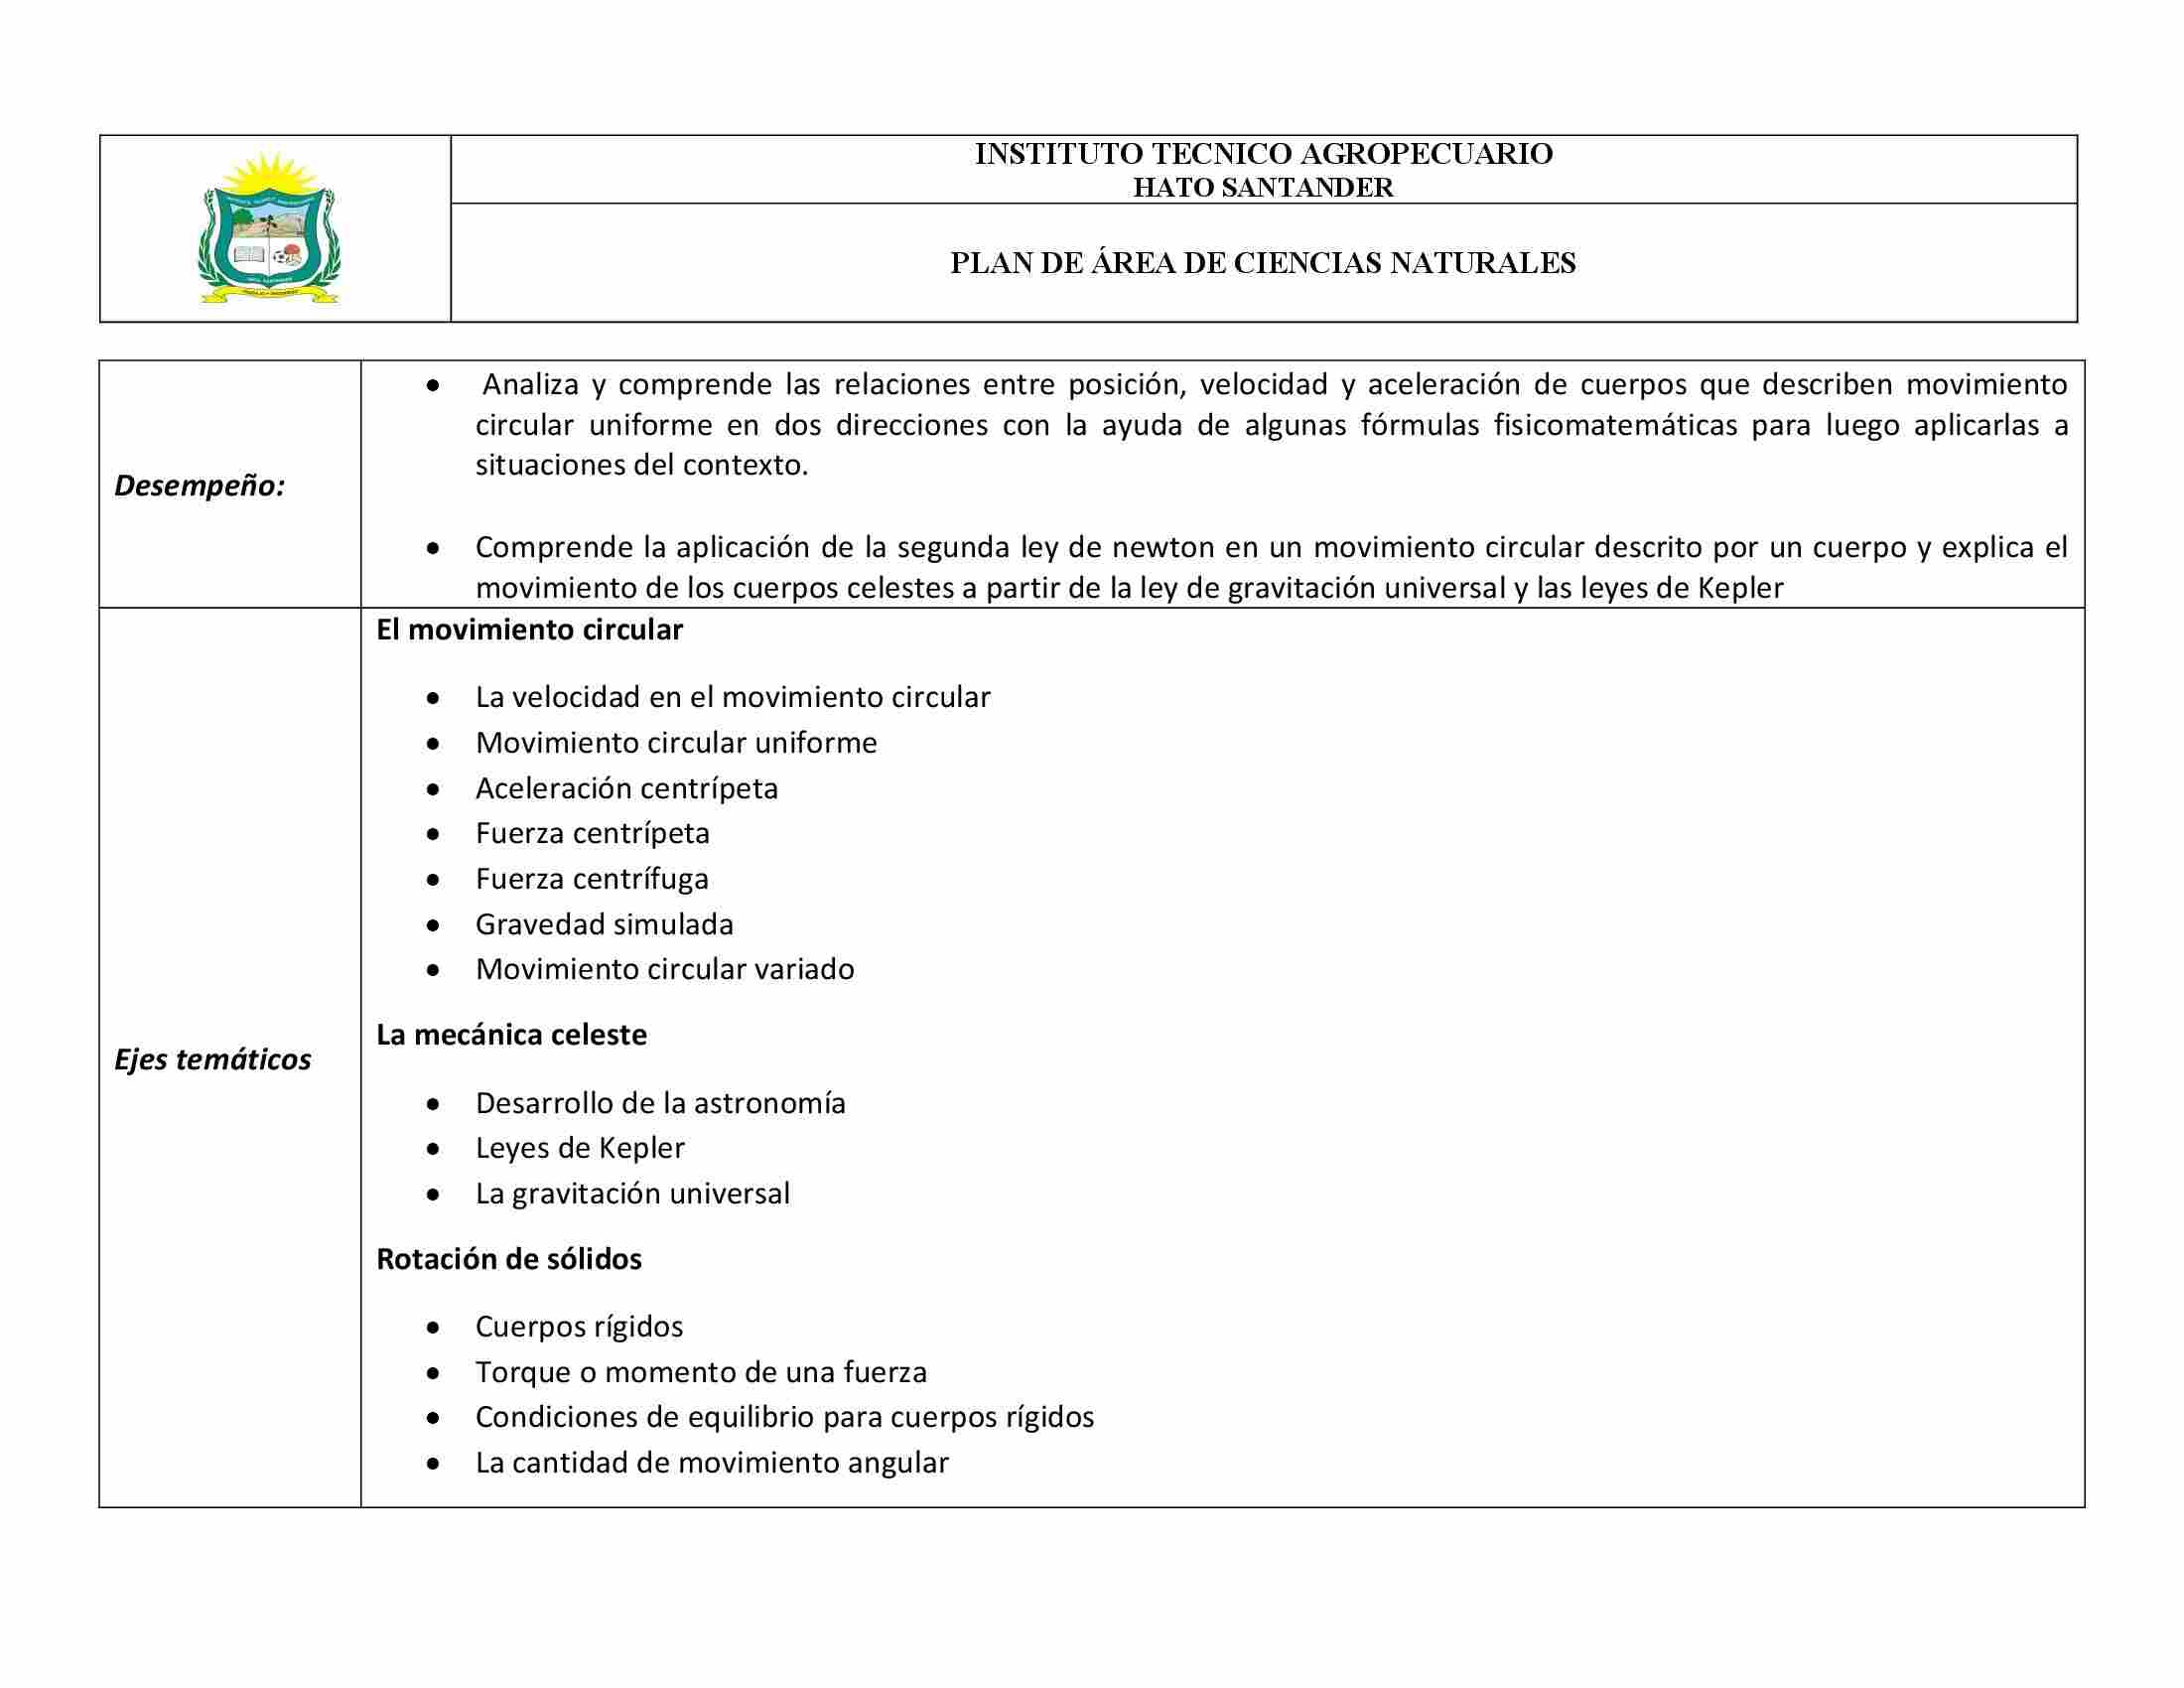 INSTITUTO TECNICO AGROPECUARIO
HATO SANTANDER
PLAN DE ÁREA DE CIENCIAS NATURALES
Desempeño:
• Analiza y comprende las relaciones entre posición, velocidad y aceleración de cuerpos que describen movimiento
circular uniforme en dos direcciones con la ayuda de algunas fórmulas fisicomatemáticas para luego aplicarlas a
situaciones del contexto.
• Comprende la aplicación de la segunda ley de newton en un movimiento circular descrito por un cuerpo y explica el
movimiento de los cuerpos celestes a partir de la ley de gravitación universal y las leyes de Kepler
Ejes temáticos
El movimiento circular
• La velocidad en el movimiento circular
• Movimiento circular uniforme
• Aceleración centrípeta
• Fuerza centrípeta
• Fuerza centrífuga
• Gravedad simulada
• Movimiento circular variado
La mecánica celeste
• Desarrollo de la astronomía
• Leyes de Kepler
• La gravitación universal
Rotación de sólidos
• Cuerpos rígidos
• Torque o momento de una fuerza
• Condiciones de equilibrio para cuerpos rígidos
• La cantidad de movimiento angular